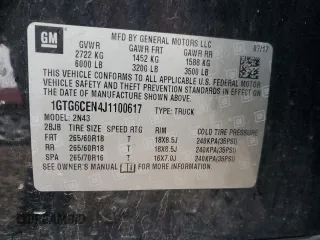 GM
MFD BY GENERAL MOTORS LLC
07/17
GVWR GAWR FRT GAWR RR
2722 KG 1452 KG 1588 KG
6000 LB 3200 LB 3500 LB
THIS VEHICLE CONFORMS TO ALL APPLICABLE U.S. FEDERAL MOTOR
VEHICLE SAFETY AND THEFT PREVENTION STANDARDS IN
EFFECT ON THE DATE OF MANUFACTURE SHOWN ABOVE.
1GTG6CEN4J1100617 TYPE: TRUCK
MODEL: 2N43
TIRE SIZE SPEED RTG RIM COLD TIRE PRESSURE
FRT 265/60R18 T 18X8.5J 240KPA(35PSI)
RR 265/60R18 T 18X8.5J 240KPA(35PSI)
SPA 265/70R16 T 16X7.0J 240KPA(35PSI)
SEE OWNER'S MANUAL